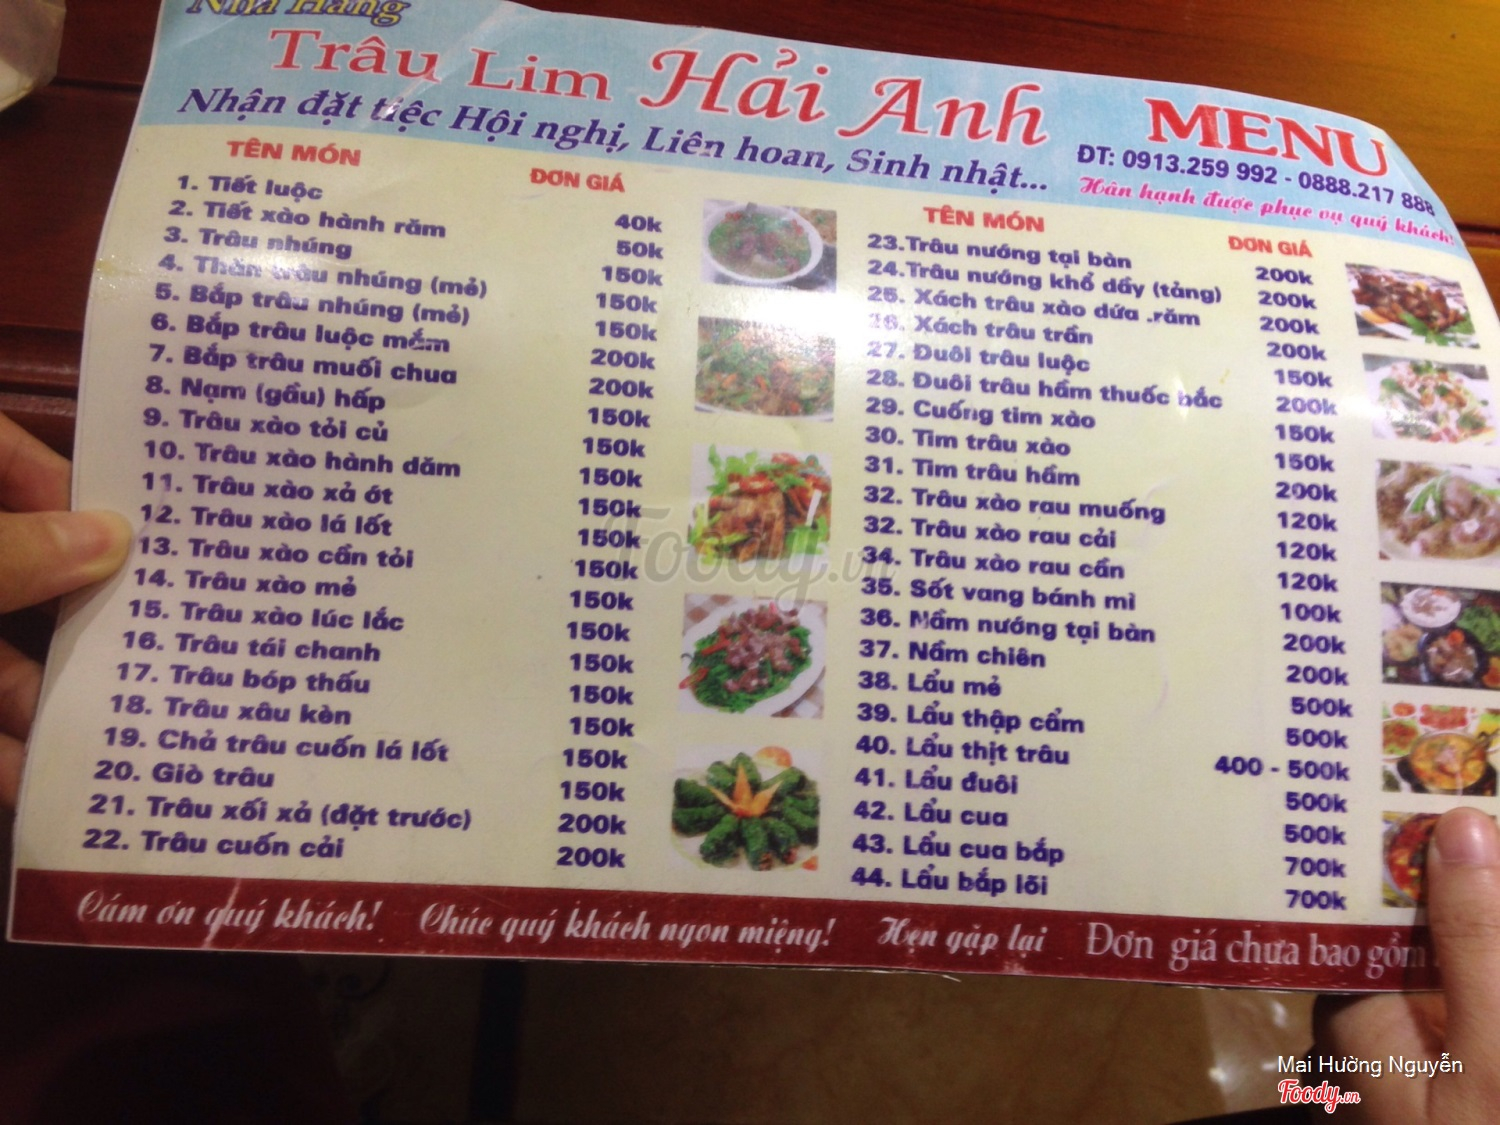 Nhà Hàng
Trâu Lim Hải Anh
Nhận đặt tiệc Hội nghị, Liên hoan, Sinh nhật...
MENU
ĐT: 0913.259 992 - 0888.217 888
Hân hạnh được phục vụ quý khách!
TÊN MÓN ĐƠN GIÁ
1. Tiết luộc 40k
2. Tiết xào hành răm 50k
3. Trâu nhúng 150k
4. Thăn trâu nhúng (mẻ) 150k
5. Bắp trâu nhúng (mẻ) 150k
6. Bắp trâu luộc mắm 200k
7. Bắp trâu muối chua 200k
8. Nạm (gầu) hấp 150k
9. Trâu xào tỏi củ 150k
10. Trâu xào hành dăm 150k
11. Trâu xào xả ớt 150k
12. Trâu xào lá lốt 150k
13. Trâu xào cần tỏi 150k
14. Trâu xào mẻ 150k
15. Trâu xào lúc lắc 150k
16. Trâu tái chanh 150k
17. Trâu bóp thấu 150k
18. Trâu xâu kèn 150k
19. Chả trâu cuốn lá lốt 150k
20. Giò trâu 150k
21. Trâu xối xả (đặt trước) 200k
22. Trâu cuốn cải 200k
TÊN MÓN ĐƠN GIÁ
23.Trâu nướng tại bàn 200k
24.Trâu nướng khổ dầy (tảng) 200k
25. Xách trâu xào dứa .răm 200k
26. Xách trâu trần 200k
27. Đuôi trâu luộc 150k
28. Đuôi trâu hầm thuốc bắc 200k
29. Cuống tim xào 150k
30. Tim trâu xào 150k
31. Tim trâu hầm 200k
32. Trâu xào rau muống 120k
32. Trâu xào rau cải 120k
34. Trâu xào rau cần 120k
35. Sốt vang bánh mì 100k
36. Nầm nướng tại bàn 200k
37. Nầm chiên 200k
38. Lẩu mẻ 500k
39. Lẩu thập cẩm 500k
40. Lẩu thịt trâu 400 - 500k
41. Lẩu đuôi 500k
42. Lẩu cua 500k
43. Lẩu cua bắp 700k
44. Lẩu bắp lõi 700k
Cám ơn quý khách! Chúc quý khách ngon miệng! Hẹn gặp lại Đơn giá chưa bao gồm
Foody.vn
Mai Hường Nguyễn
Foody.vn